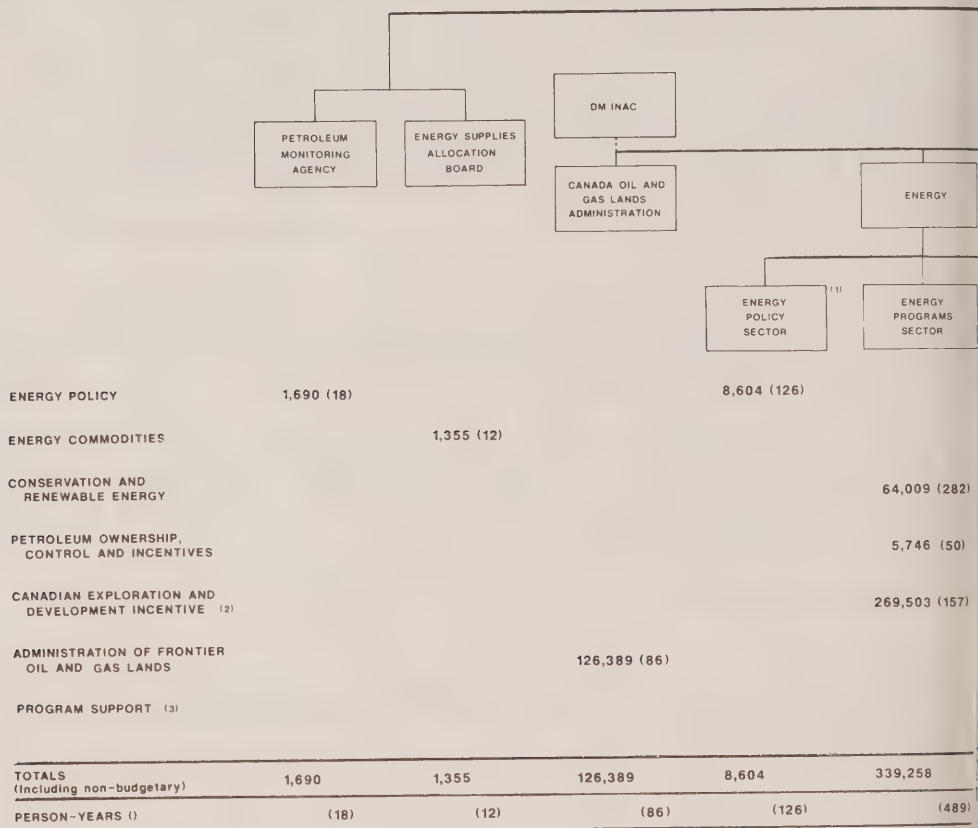 DM INAC
PETROLEUM
MONITORING
AGENCY
ENERGY SUPPLIES
ALLOCATION
BOARD
CANADA OIL AND
GAS LANDS
ADMINISTRATION
ENERGY
ENERGY
POLICY
SECTOR
(1)
ENERGY
PROGRAMS
SECTOR
ENERGY POLICY 1,690 (18) 8,604 (126)
ENERGY COMMODITIES 1,355 (12)
CONSERVATION AND
RENEWABLE ENERGY 64,009 (282)
PETROLEUM OWNERSHIP,
CONTROL AND INCENTIVES 5,746 (50)
CANADIAN EXPLORATION AND
DEVELOPMENT INCENTIVE (2) 269,503 (157)
ADMINISTRATION OF FRONTIER
OIL AND GAS LANDS 126,389 (86)
PROGRAM SUPPORT (3)
TOTALS
(Including non-budgetary) 1,690 1,355 126,389 8,604 339,258
PERSON-YEARS () (18) (12) (86) (126) (489)